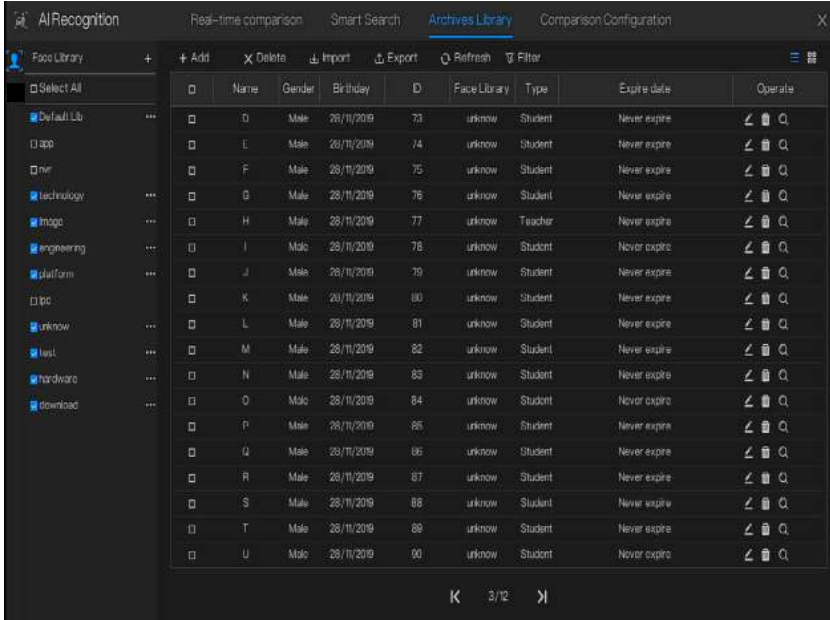 AI Recognition Real-time comparison Smart Search Archives Library Comparison Configuration X
Face Library + + Add Delete Import Export Refresh Filter
Select All Name Gender Birthday ID Face Library Type Expire date Operate
Default Lib ••• D Male 28/11/2019 73 unknow Student Never expire
app E Male 28/11/2019 74 unknow Student Never expire
nvr F Male 28/11/2019 75 unknow Student Never expire
technology ••• G Male 28/11/2019 76 unknow Student Never expire
Image ••• H Male 28/11/2019 77 unknow Teacher Never expire
engineering ••• I Male 28/11/2019 78 unknow Student Never expire
platform ••• J Male 28/11/2019 79 unknow Student Never expire
ipc K Male 28/11/2019 80 unknow Student Never expire
unknow ••• L Male 28/11/2019 81 unknow Student Never expire
test ••• M Male 28/11/2019 82 unknow Student Never expire
hardware ••• N Male 28/11/2019 83 unknow Student Never expire
download ••• O Male 28/11/2019 84 unknow Student Never expire
P Male 28/11/2019 85 unknow Student Never expire
Q Male 28/11/2019 86 unknow Student Never expire
R Male 28/11/2019 87 unknow Student Never expire
S Male 28/11/2019 88 unknow Student Never expire
T Male 28/11/2019 89 unknow Student Never expire
U Male 28/11/2019 90 unknow Student Never expire
3/12